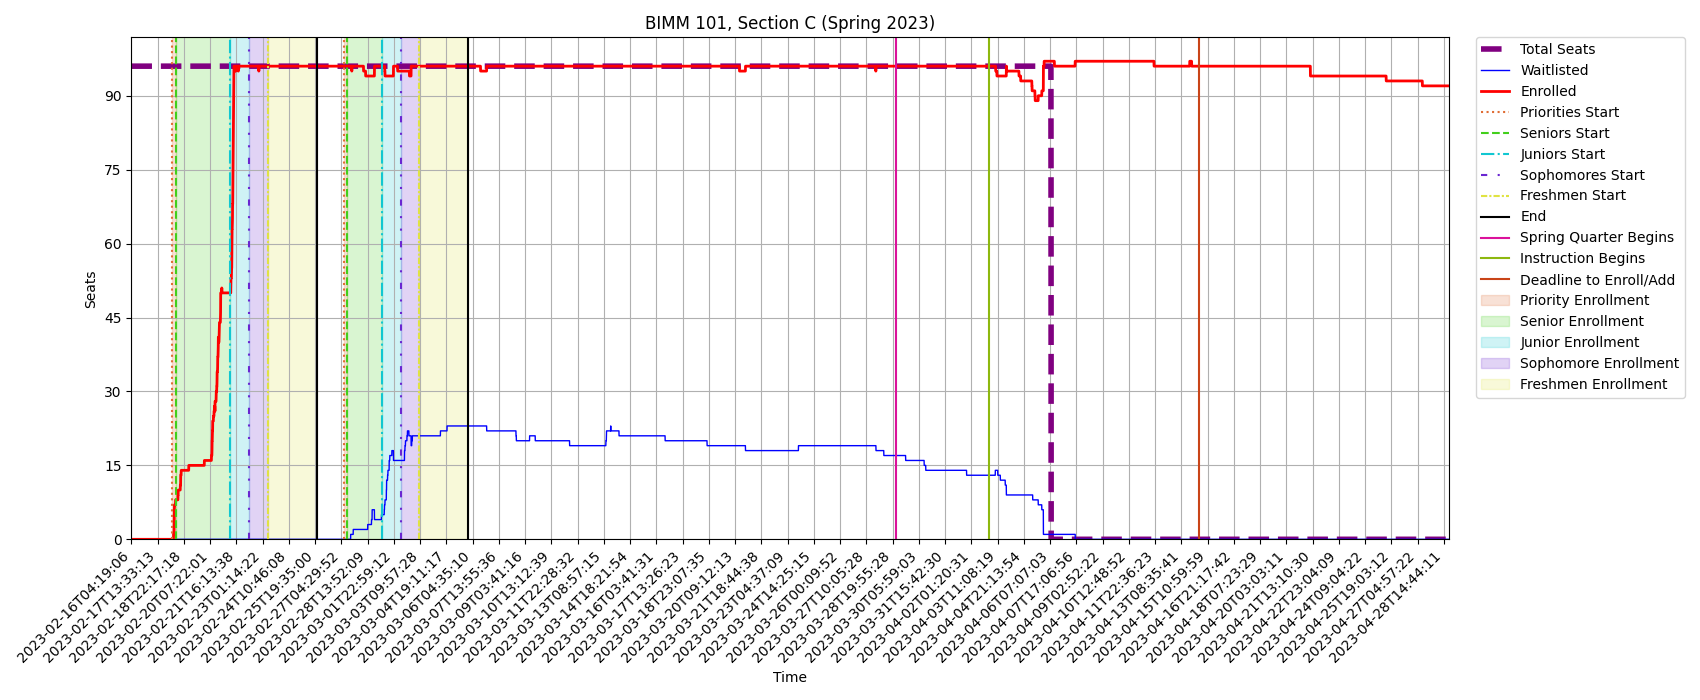 BIMM 101, Section C (Spring 2023)
Seats
90
75
60
45
30
15
0
2023-02-16T04:19:06
2023-02-17T13:33:13
2023-02-18T22:17:18
2023-02-20T07:22:01
2023-02-21T16:13:38
2023-02-23T01:14:22
2023-02-24T10:46:08
2023-02-25T19:35:00
2023-02-27T04:29:52
2023-02-28T13:52:09
2023-03-01T22:59:12
2023-03-03T09:57:28
2023-03-04T19:11:17
2023-03-06T04:35:10
2023-03-07T13:55:36
2023-03-09T03:41:16
2023-03-10T13:12:39
2023-03-11T22:28:32
2023-03-13T08:57:15
2023-03-14T18:21:54
2023-03-16T03:41:31
2023-03-17T13:26:23
2023-03-18T23:07:35
2023-03-20T09:12:13
2023-03-21T18:44:38
2023-03-23T04:37:09
2023-03-24T14:25:15
2023-03-26T00:09:52
2023-03-27T10:05:28
2023-03-28T19:55:28
2023-03-30T05:59:03
2023-03-31T15:42:30
2023-04-02T01:20:31
2023-04-03T11:08:19
2023-04-04T21:13:54
2023-04-06T07:07:03
2023-04-07T17:06:56
2023-04-09T02:52:22
2023-04-10T12:48:52
2023-04-11T22:36:23
2023-04-13T08:35:41
2023-04-15T10:59:59
2023-04-16T21:17:42
2023-04-18T07:23:29
2023-04-20T03:03:11
2023-04-21T13:10:30
2023-04-22T23:04:09
2023-04-24T09:04:22
2023-04-25T19:03:12
2023-04-27T04:57:22
2023-04-28T14:44:11
Time
Total Seats
Waitlisted
Enrolled
Priorities Start
Seniors Start
Juniors Start
Sophomores Start
Freshmen Start
End
Spring Quarter Begins
Instruction Begins
Deadline to Enroll/Add
Priority Enrollment
Senior Enrollment
Junior Enrollment
Sophomore Enrollment
Freshmen Enrollment